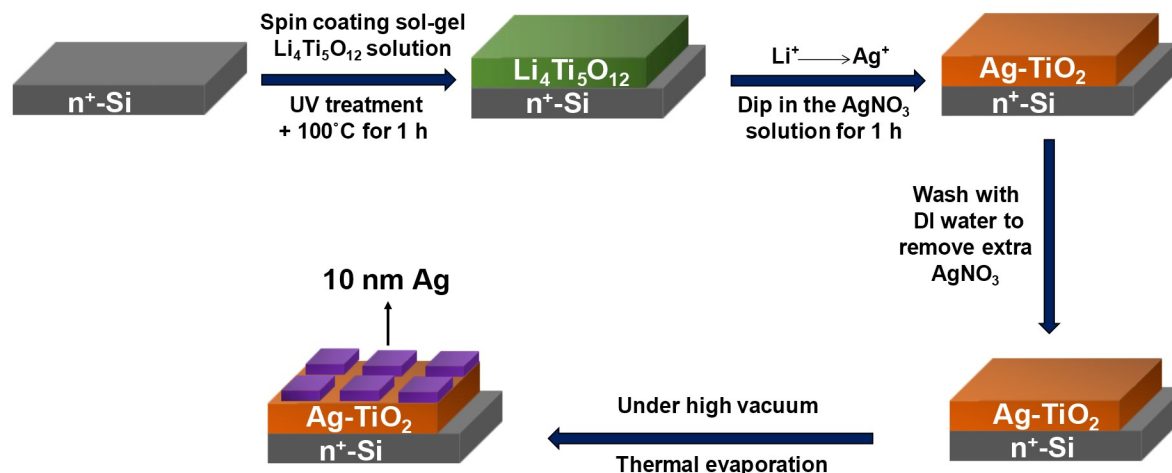 n⁺-Si
Spin coating sol-gel
Li₄Ti₅O₁₂ solution
UV treatment
+ 100˚C for 1 h
Li₄Ti₅O₁₂
n⁺-Si
Li⁺ ⟶ Ag⁺
Dip in the AgNO₃
solution for 1 h
Ag-TiO₂
n⁺-Si
Wash with
DI water to
remove extra
AgNO₃
Ag-TiO₂
n⁺-Si
Under high vacuum
Thermal evaporation
10 nm Ag
Ag-TiO₂
n⁺-Si